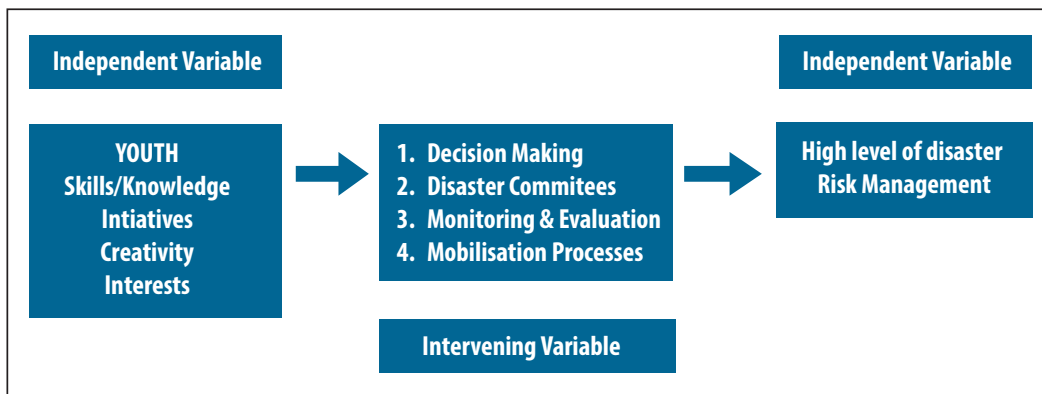 Independent Variable
YOUTH
Skills/Knowledge
Intiatives
Creativity
Interests
1. Decision Making
2. Disaster Commitees
3. Monitoring & Evaluation
4. Mobilisation Processes
Intervening Variable
Independent Variable
High level of disaster
Risk Management